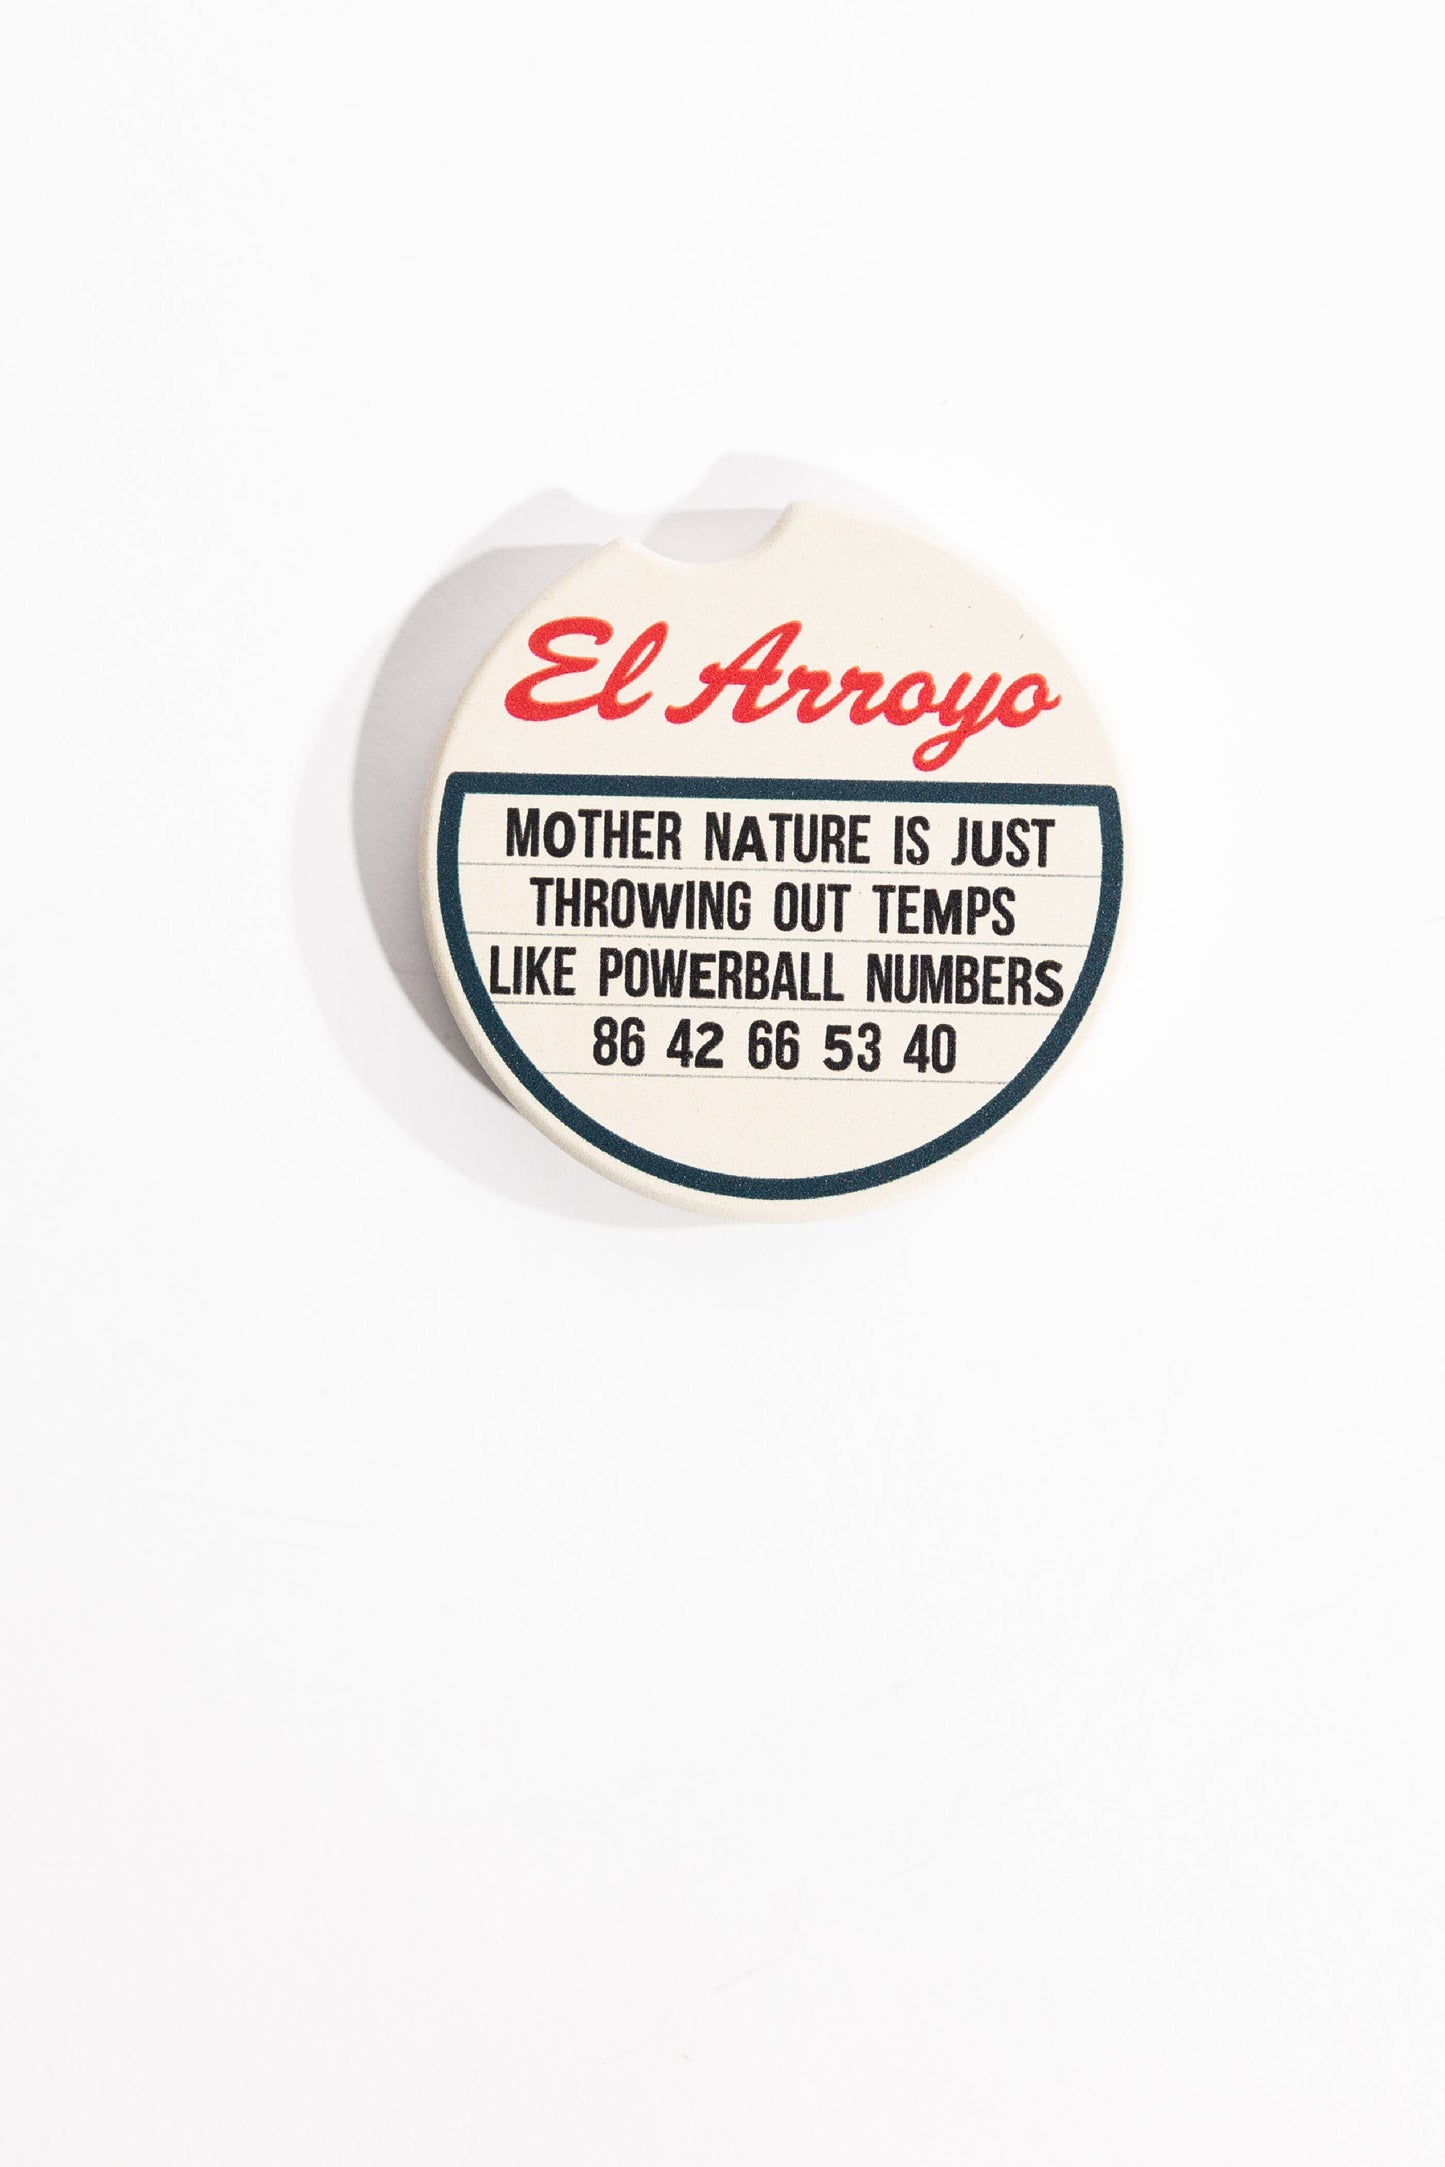 El Arroyo
MOTHER NATURE IS JUST
THROWING OUT TEMPS
LIKE POWERBALL NUMBERS
86 42 66 53 40